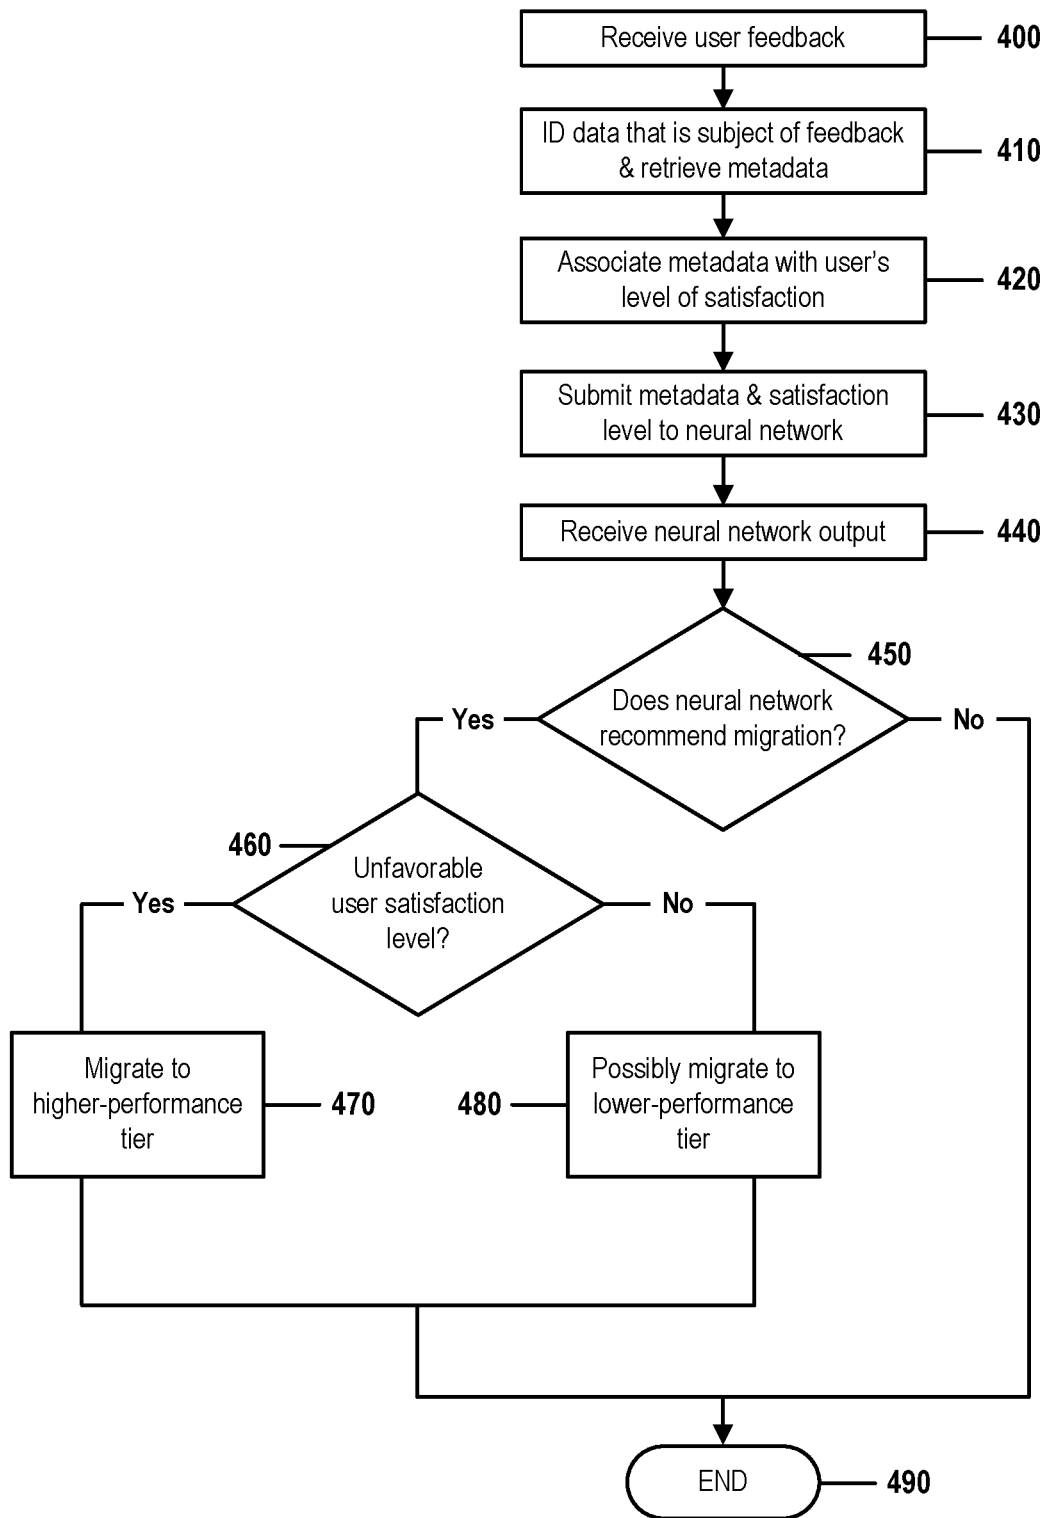 Receive user feedback
400
ID data that is subject of feedback
& retrieve metadata
410
Associate metadata with user’s
level of satisfaction
420
Submit metadata & satisfaction
level to neural network
430
Receive neural network output
440
450
Does neural network
recommend migration?
Yes
No
460
Unfavorable
user satisfaction
level?
Yes
No
Migrate to
higher-performance
tier
470
480
Possibly migrate to
lower-performance
tier
END
490